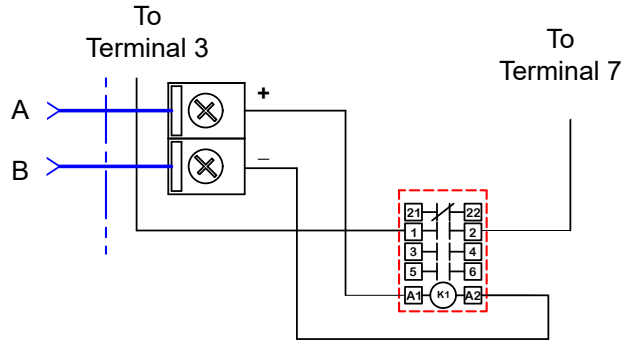 To
Terminal 3
To
Terminal 7
A
+
B
–
21 22
1 2
3 4
5 6
A1 K1 A2